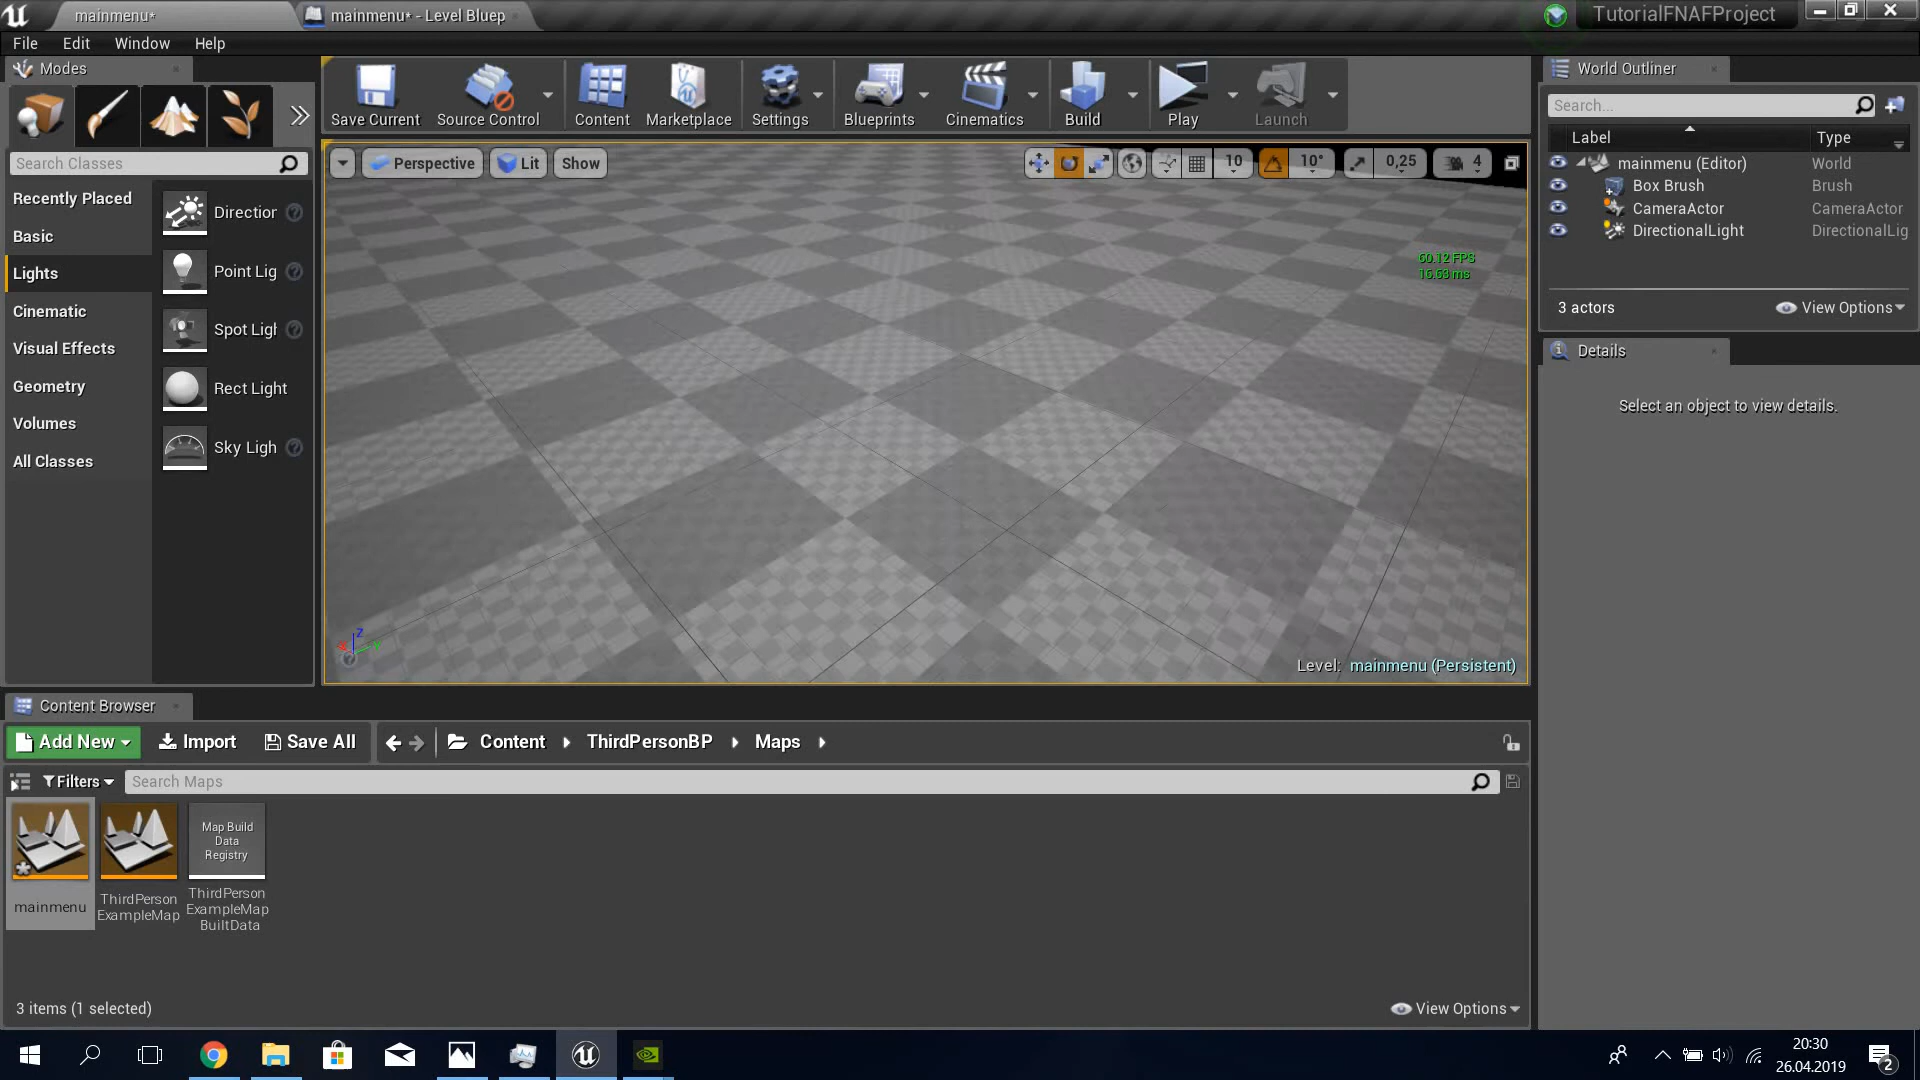 mainmenu*
mainmenu* - Level Bluep
TutorialFNAFProject
File Edit Window Help
Modes
Search Classes
Recently Placed
Basic
Lights
Cinematic
Visual Effects
Geometry
Volumes
All Classes
Direction
Point Lig
Spot Ligh
Rect Light
Sky Ligh
Save Current
Source Control
Content
Marketplace
Settings
Blueprints
Cinematics
Build
Play
Launch
Perspective
Lit
Show
10
10°
0,25
4
60.12 FPS
16.63 ms
X Y Z
Level: mainmenu (Persistent)
World Outliner
Search...
Label Type
mainmenu (Editor) World
Box Brush Brush
CameraActor CameraActor
DirectionalLight DirectionalLig
3 actors
View Options
Details
Select an object to view details.
Content Browser
Add New
Import
Save All
Content
ThirdPersonBP
Maps
Filters
Search Maps
mainmenu
ThirdPerson
ExampleMap
Map Build
Data
Registry
ThirdPerson
ExampleMap
BuiltData
3 items (1 selected)
View Options
20:30
26.04.2019
2